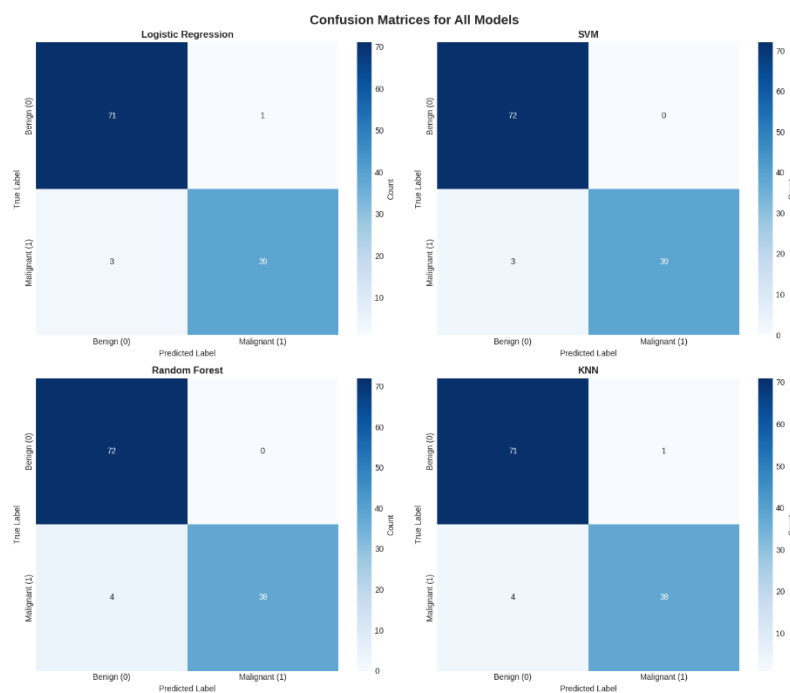 Confusion Matrices for All Models
Logistic Regression
Benign (0)
Malignant (1)
True Label
71
1
3
39
Benign (0)
Malignant (1)
Predicted Label
70
60
50
40
30
20
10
Count
SVM
Benign (0)
Malignant (1)
True Label
72
0
3
39
Benign (0)
Malignant (1)
Predicted Label
70
60
50
40
30
20
10
0
Random Forest
Benign (0)
Malignant (1)
True Label
72
0
4
38
Benign (0)
Malignant (1)
Predicted Label
70
60
50
40
30
20
10
0
Count
KNN
Benign (0)
Malignant (1)
True Label
71
1
4
38
Benign (0)
Malignant (1)
Predicted Label
70
60
50
40
30
20
10